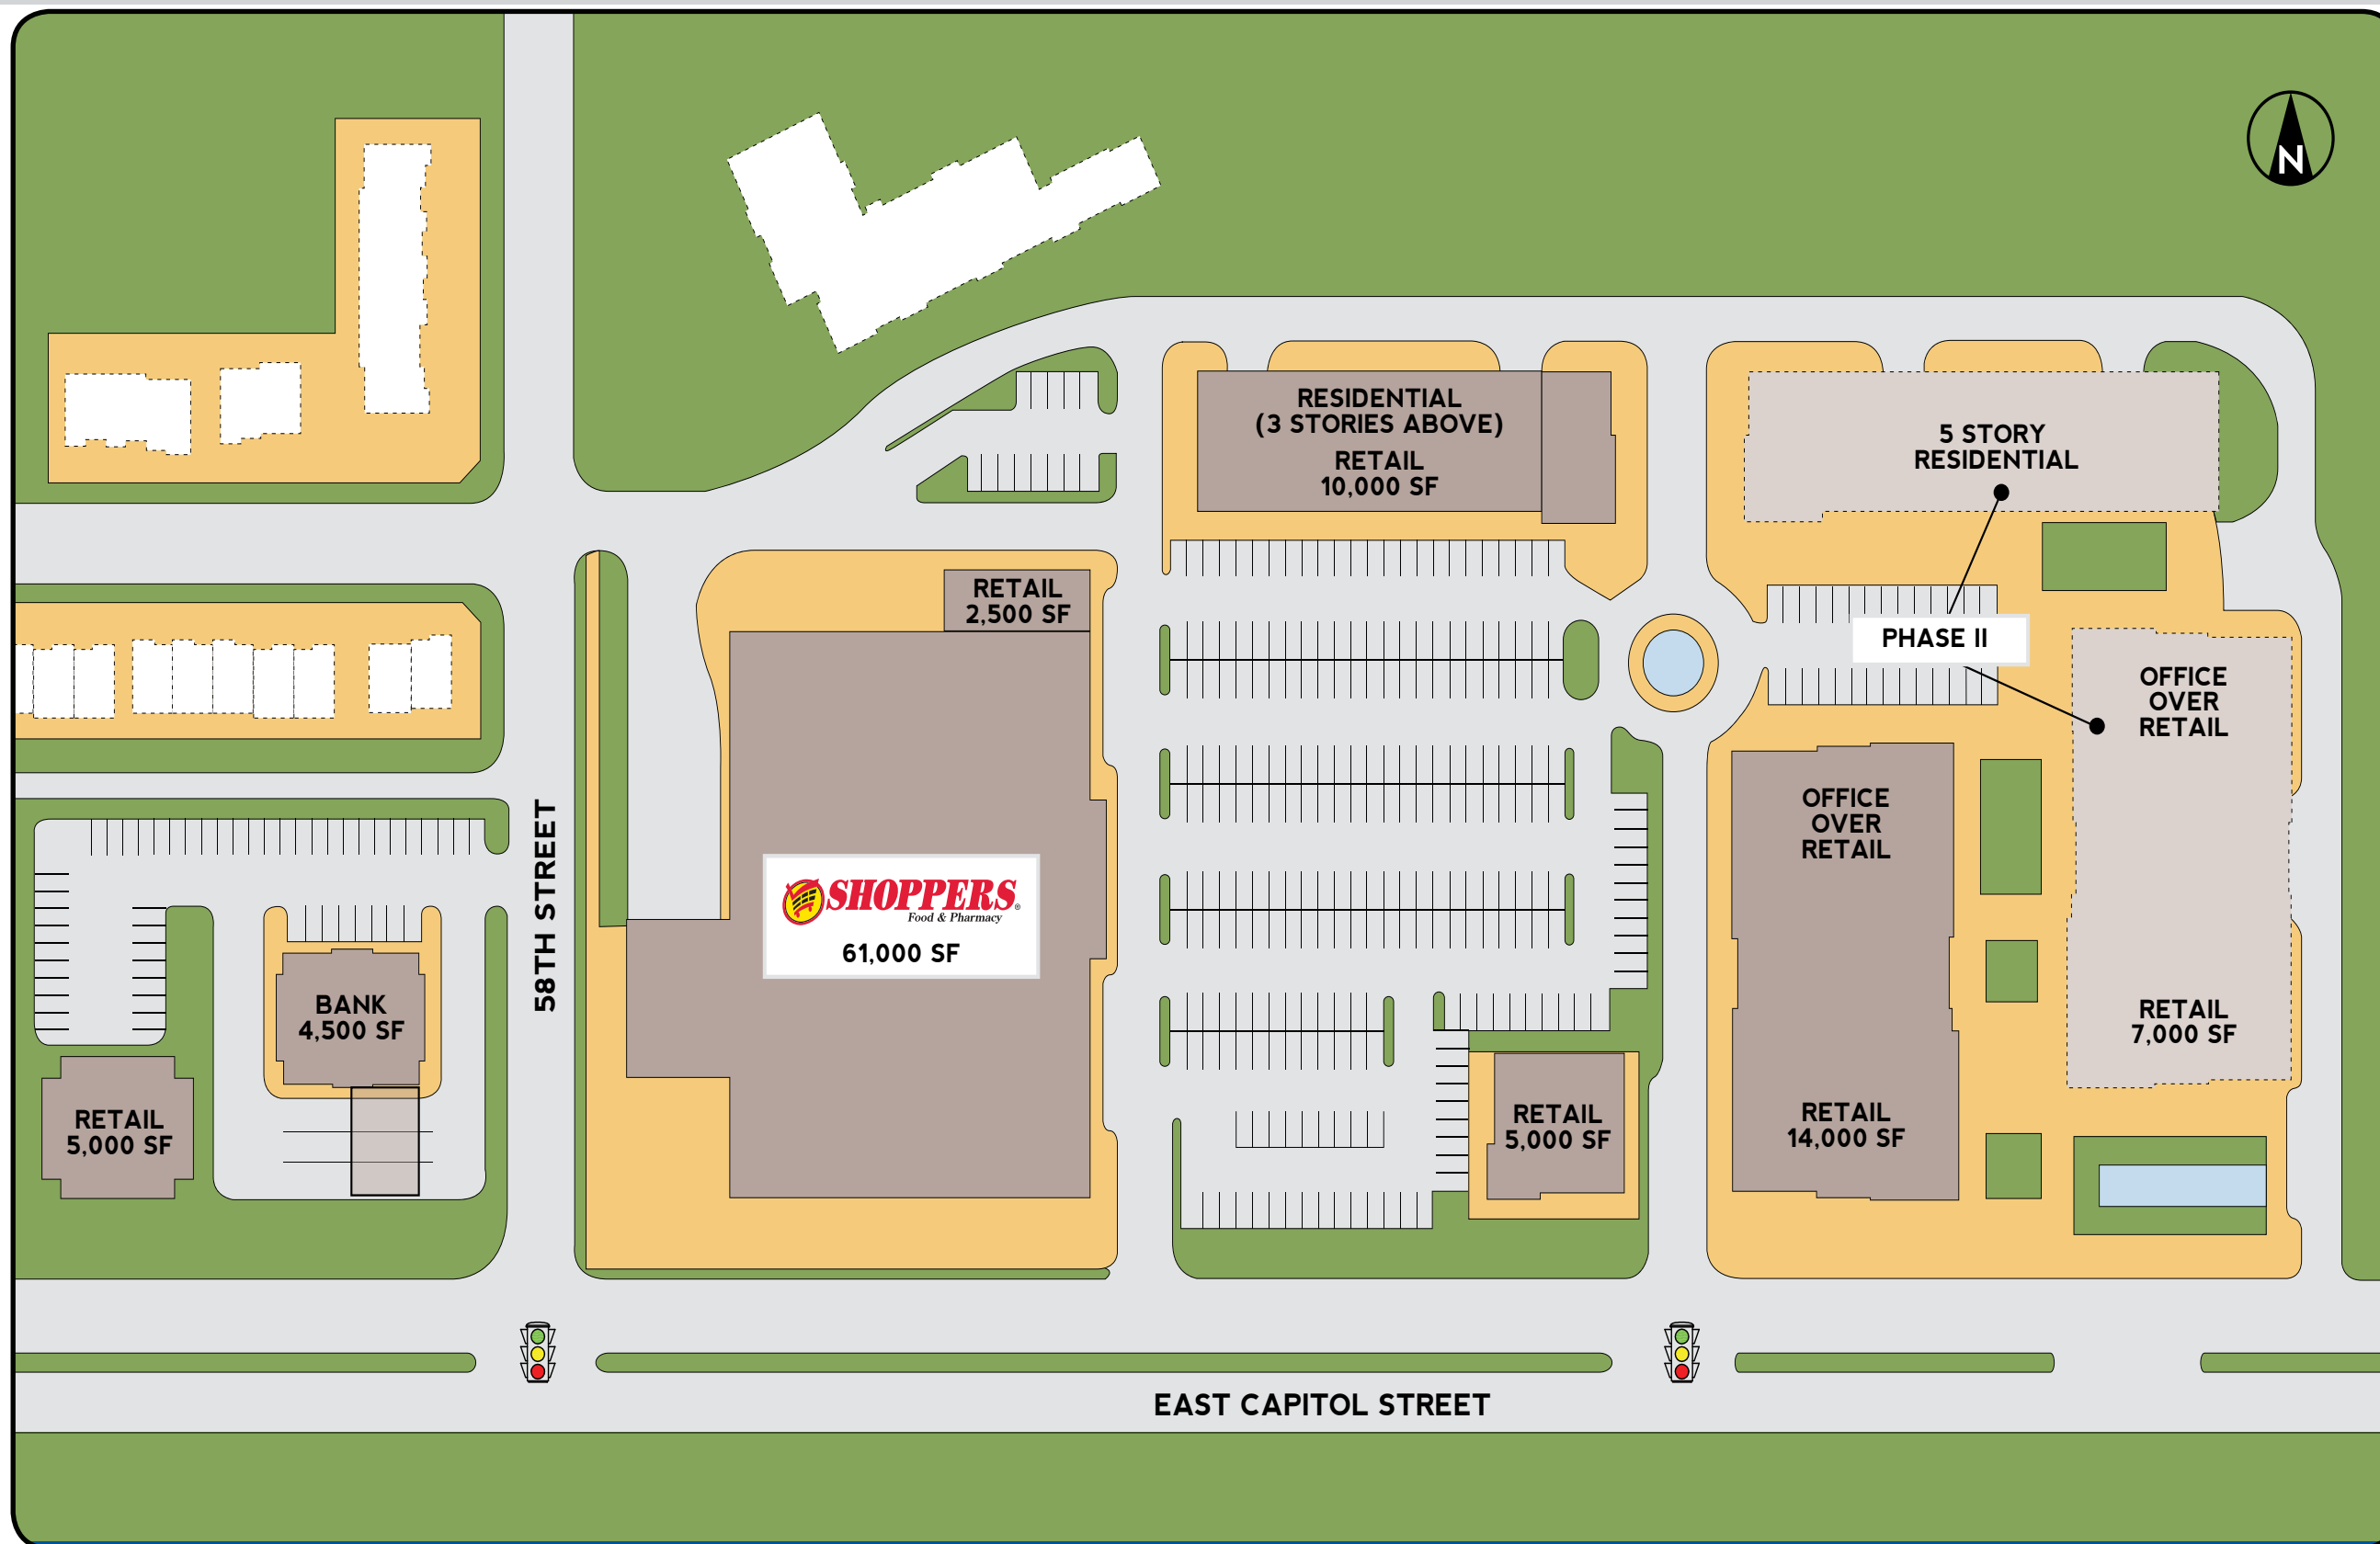 N
RESIDENTIAL
(3 STORIES ABOVE)
RETAIL
10,000 SF
5 STORY
RESIDENTIAL
RETAIL
2,500 SF
PHASE II
OFFICE
OVER
RETAIL
RETAIL
7,000 SF
OFFICE
OVER
RETAIL
RETAIL
14,000 SF
58TH STREET
SHOPPERS®
Food & Pharmacy
61,000 SF
BANK
4,500 SF
RETAIL
5,000 SF
RETAIL
5,000 SF
EAST CAPITOL STREET